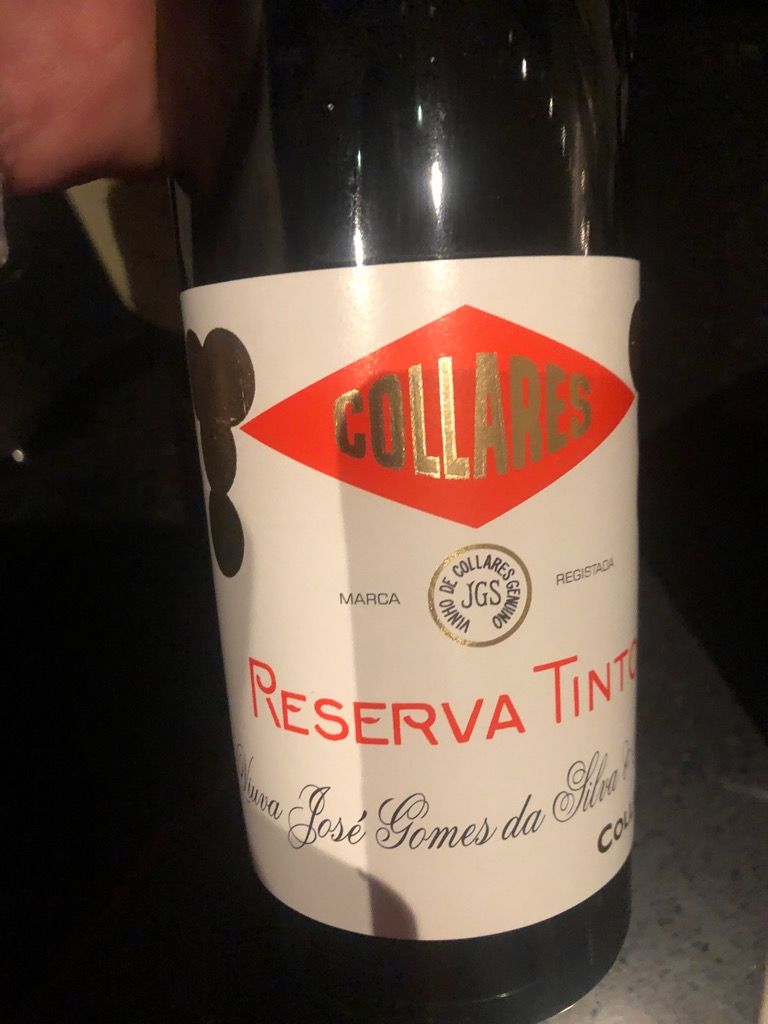 COLLARES
MARCA
VINHO DE COLLARES GENUINO
JGS
REGISTADA
RESERVA TINTO
Viuva José Gomes da Silva &